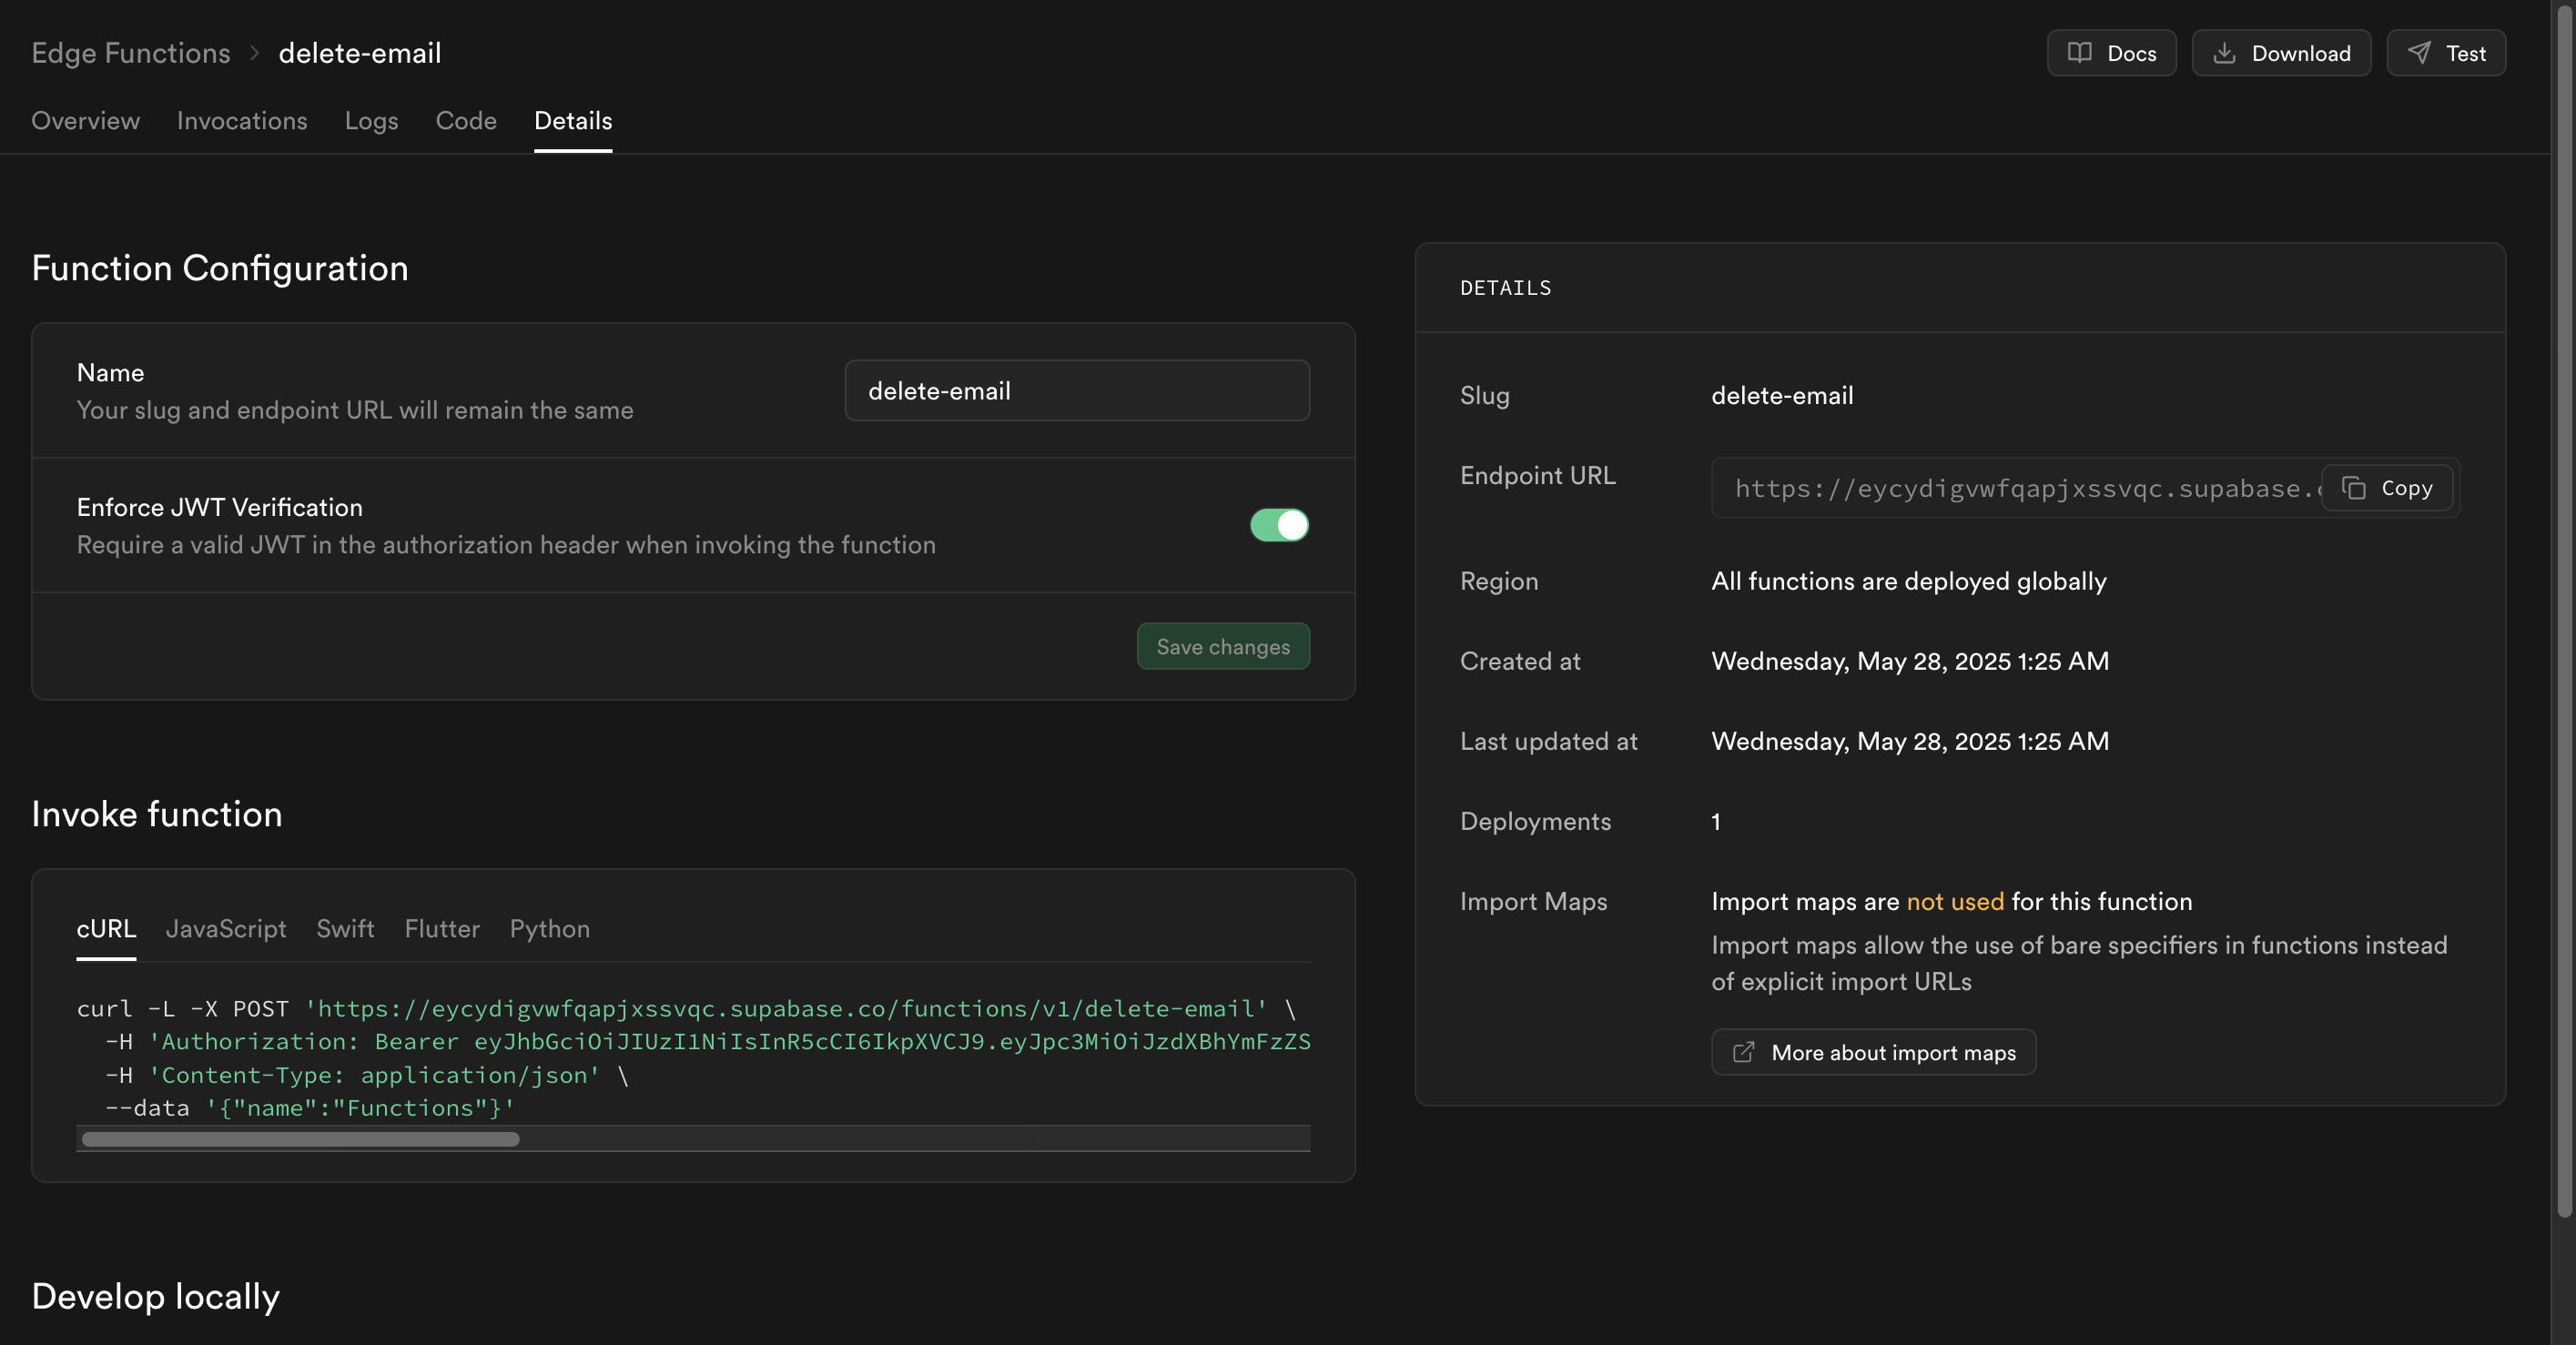 Edge Functions > delete-email
Docs
Download
Test
Overview
Invocations
Logs
Code
Details
Function Configuration
Name
Your slug and endpoint URL will remain the same
delete-email
Enforce JWT Verification
Require a valid JWT in the authorization header when invoking the function
Save changes
Invoke function
cURL
JavaScript
Swift
Flutter
Python
curl -L -X POST 'https://eycydigvwfqapjxssvqc.supabase.co/functions/v1/delete-email' \
-H 'Authorization: Bearer eyJhbGciOiJIUzI1NiIsInR5cCI6IkpXVCJ9.eyJpc3MiOiJzdXBhYmFzZS
-H 'Content-Type: application/json' \
--data '{"name":"Functions"}'
Develop locally
DETAILS
Slug
delete-email
Endpoint URL
https://eycydigvwfqapjxssvqc.supabase.
Copy
Region
All functions are deployed globally
Created at
Wednesday, May 28, 2025 1:25 AM
Last updated at
Wednesday, May 28, 2025 1:25 AM
Deployments
1
Import Maps
Import maps are not used for this function
Import maps allow the use of bare specifiers in functions instead
of explicit import URLs
More about import maps